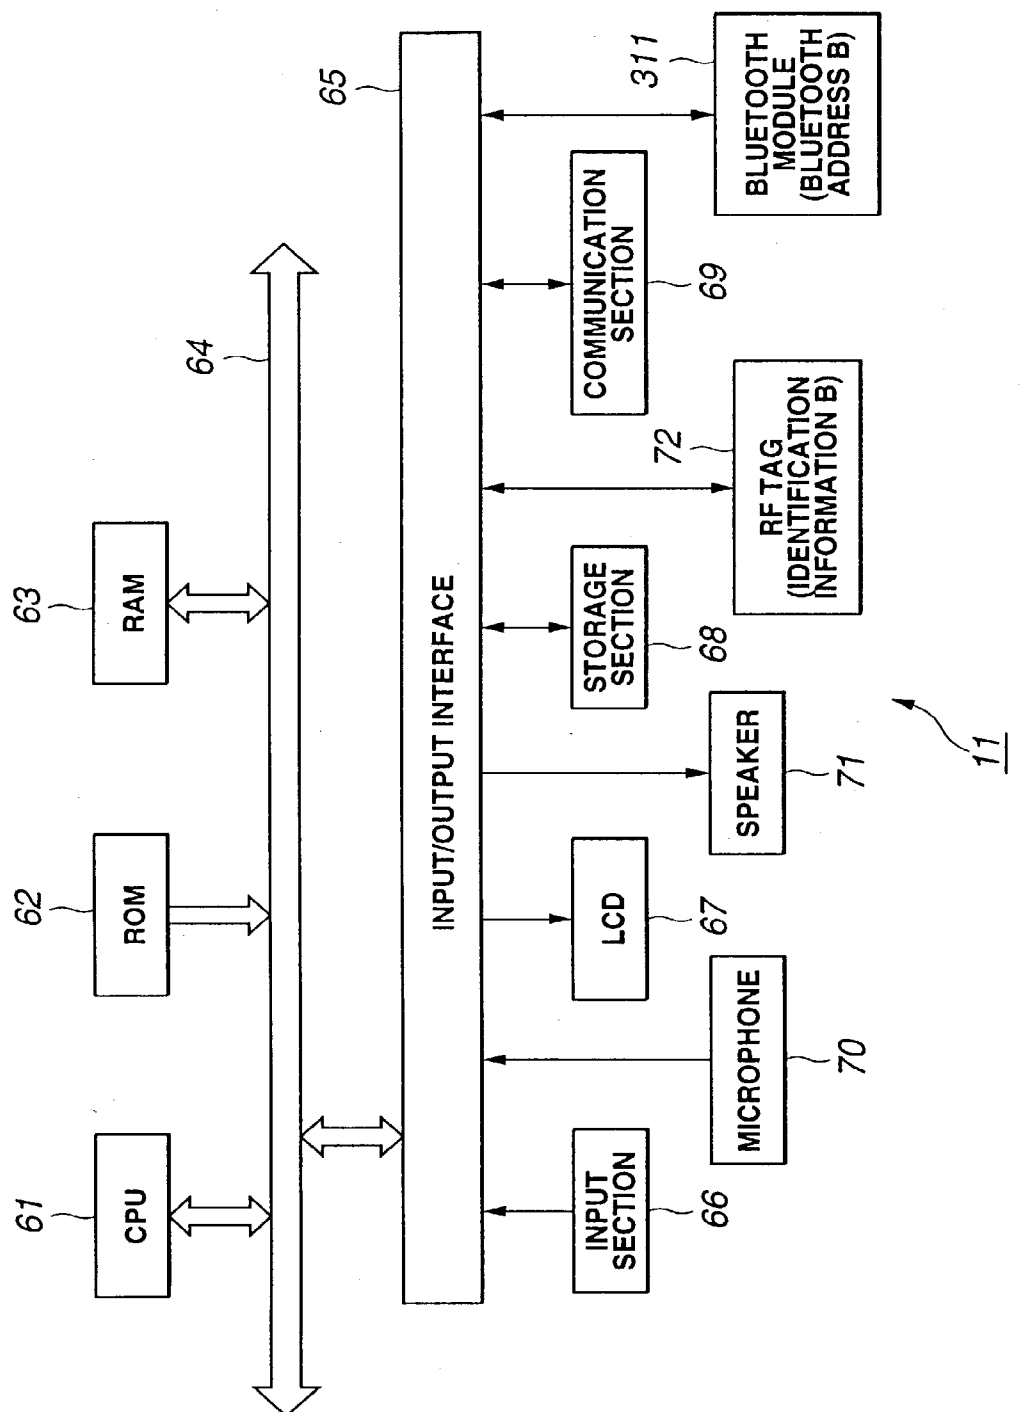 61
CPU
62
ROM
63
RAM
64
65
INPUT/OUTPUT INTERFACE
INPUT
SECTION
66
MICROPHONE
70
LCD
67
SPEAKER
71
STORAGE
SECTION
68
72
RF TAG
(IDENTIFICATION
INFORMATION B)
COMMUNICATION
SECTION
69
311
BLUETOOTH
MODULE
(BLUETOOTH
ADDRESS B)
11